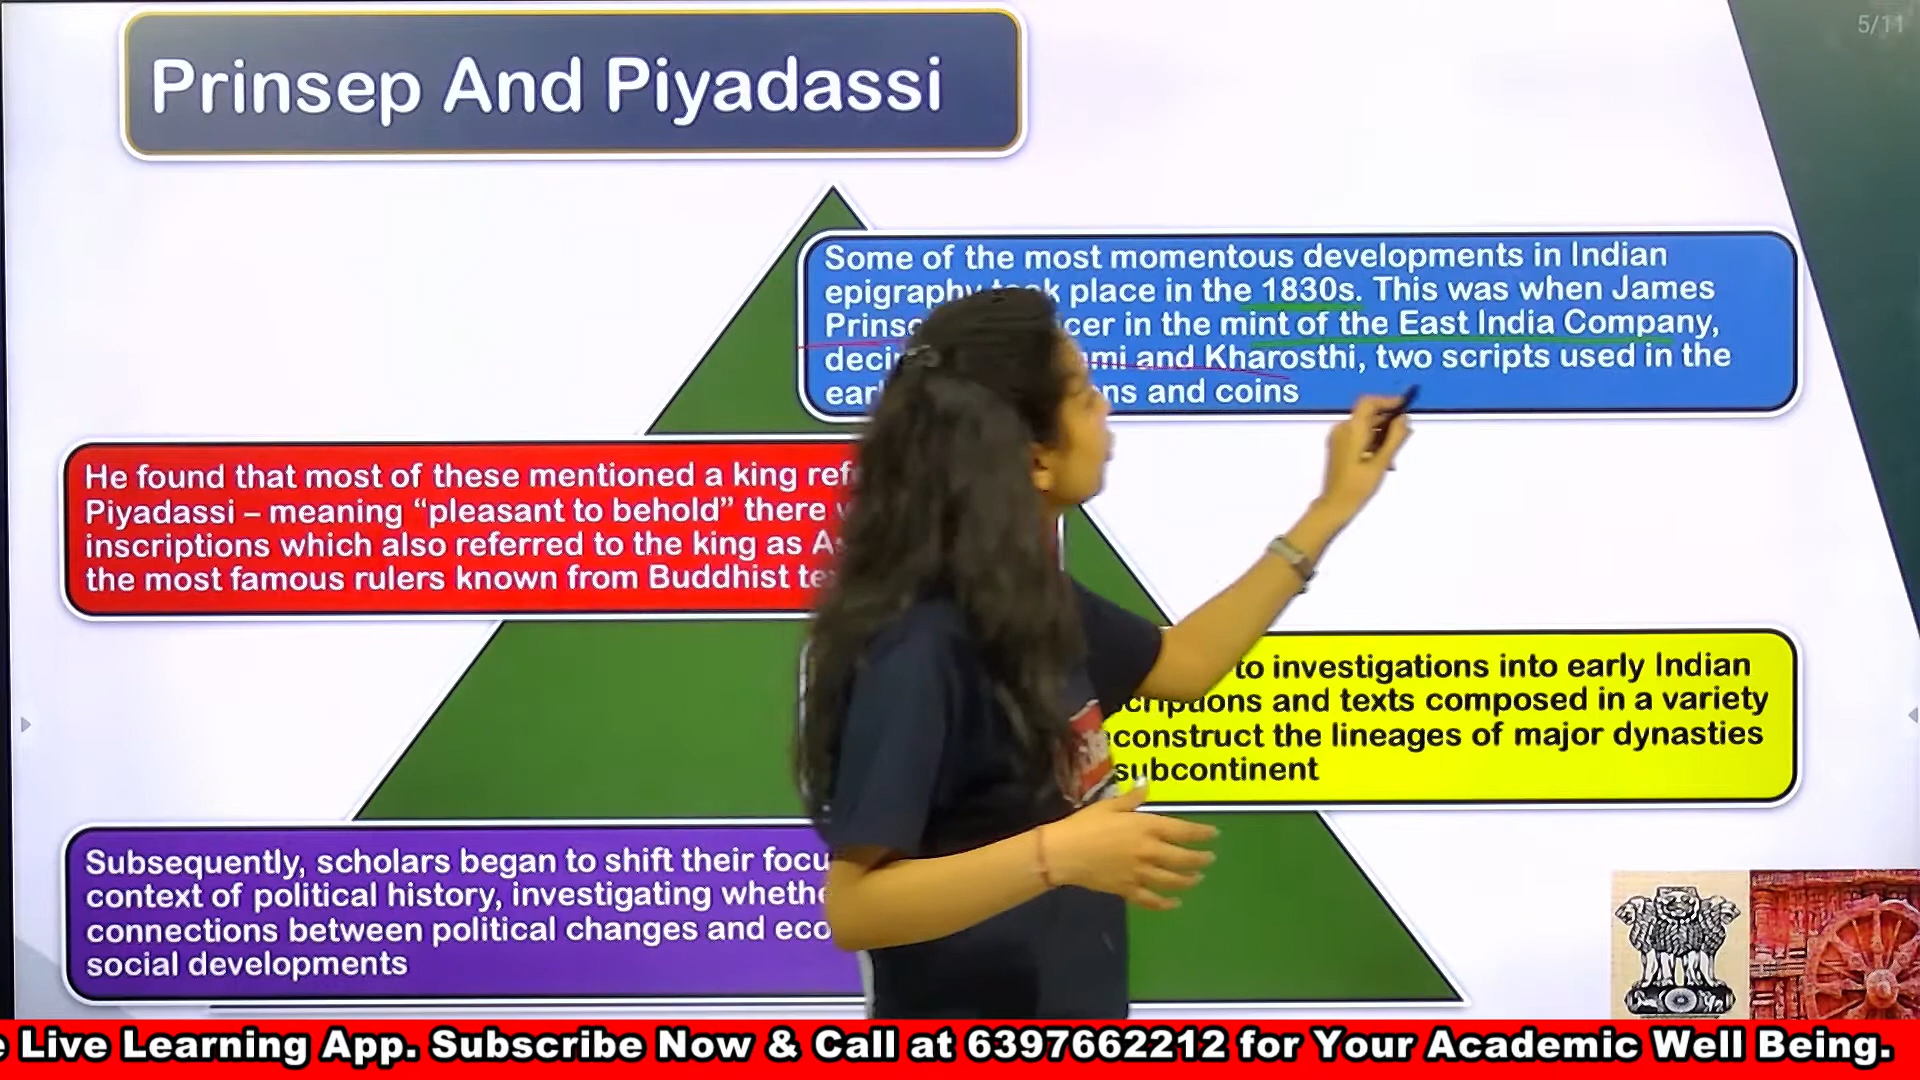 5/11
Prinsep And Piyadassi
Some of the most momentous developments in Indian
epigraphy took place in the 1830s. This was when James
in the mint of the East India Company,
and Kharosthi, two scripts used in the
and coins
He found that most of these mentioned a king
Piyadassi – meaning “pleasant to behold” there
inscriptions which also referred to the king as
the most famous rulers known from Buddhist
to investigations into early Indian
and texts composed in a variety
the lineages of major dynasties
subcontinent
Subsequently, scholars began to shift their
context of political history, investigating
connections between political changes and
social developments
Live Learning App. Subscribe Now & Call at 6397662212 for Your Academic Well Being.